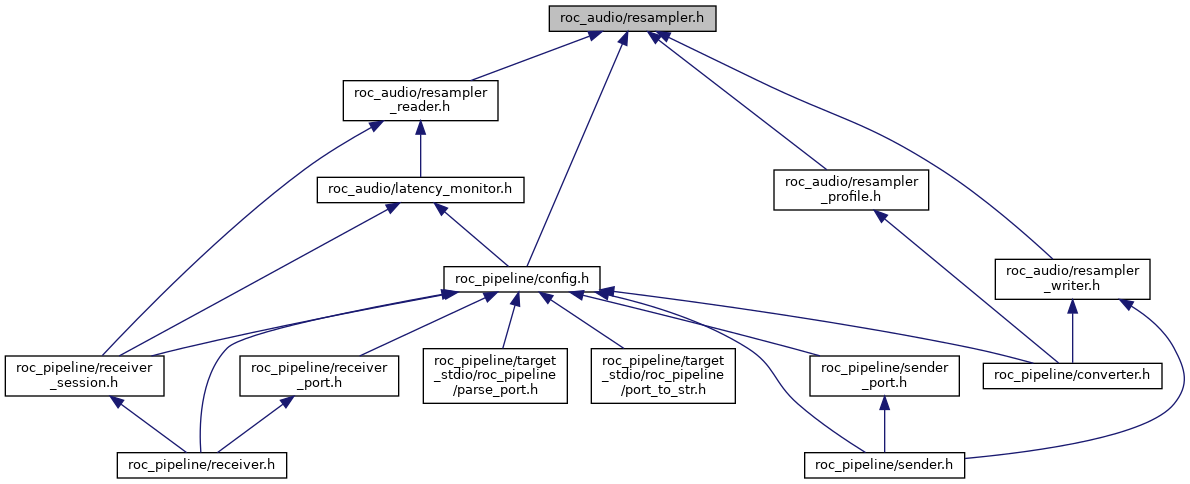 roc_audio/resampler.h
roc_audio/resampler
_reader.h
roc_audio/resampler
_profile.h
roc_audio/latency_monitor.h
roc_audio/resampler
_writer.h
roc_pipeline/config.h
roc_pipeline/receiver
_session.h
roc_pipeline/receiver
_port.h
roc_pipeline/target
_stdio/roc_pipeline
/parse_port.h
roc_pipeline/target
_stdio/roc_pipeline
/port_to_str.h
roc_pipeline/sender
_port.h
roc_pipeline/converter.h
roc_pipeline/receiver.h
roc_pipeline/sender.h